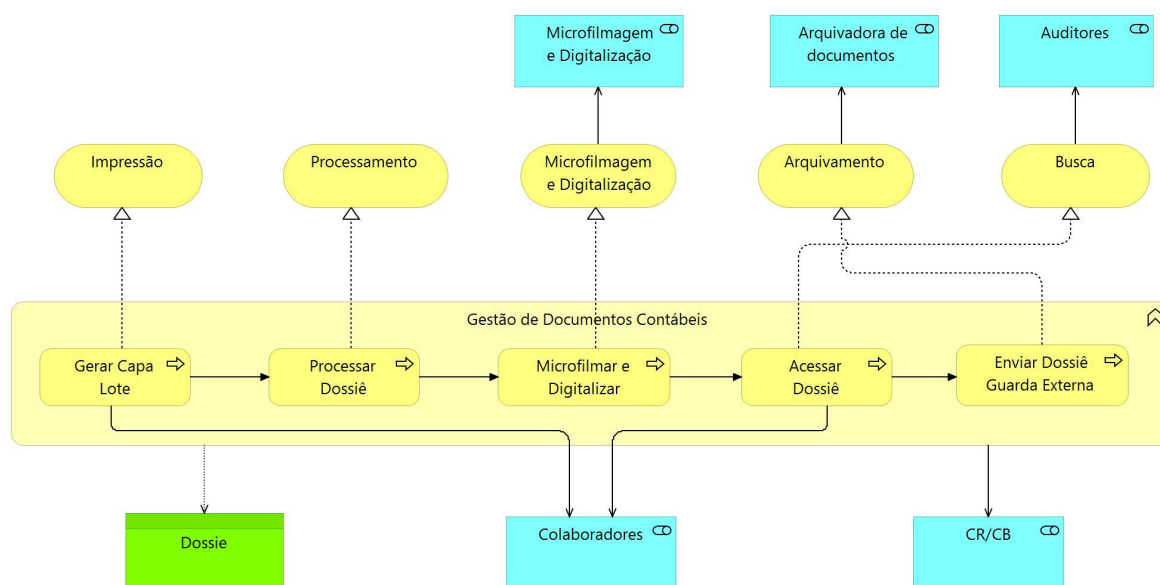 Microfilmagem
e Digitalização
Arquivadora de
documentos
Auditores
Impressão
Processamento
Microfilmagem
e Digitalização
Arquivamento
Busca
Gestão de Documentos Contábeis
Gerar Capa
Lote
Processar
Dossiê
Microfilmar e
Digitalizar
Acessar
Dossiê
Enviar Dossiê
Guarda Externa
Dossie
Colaboradores
CR/CB